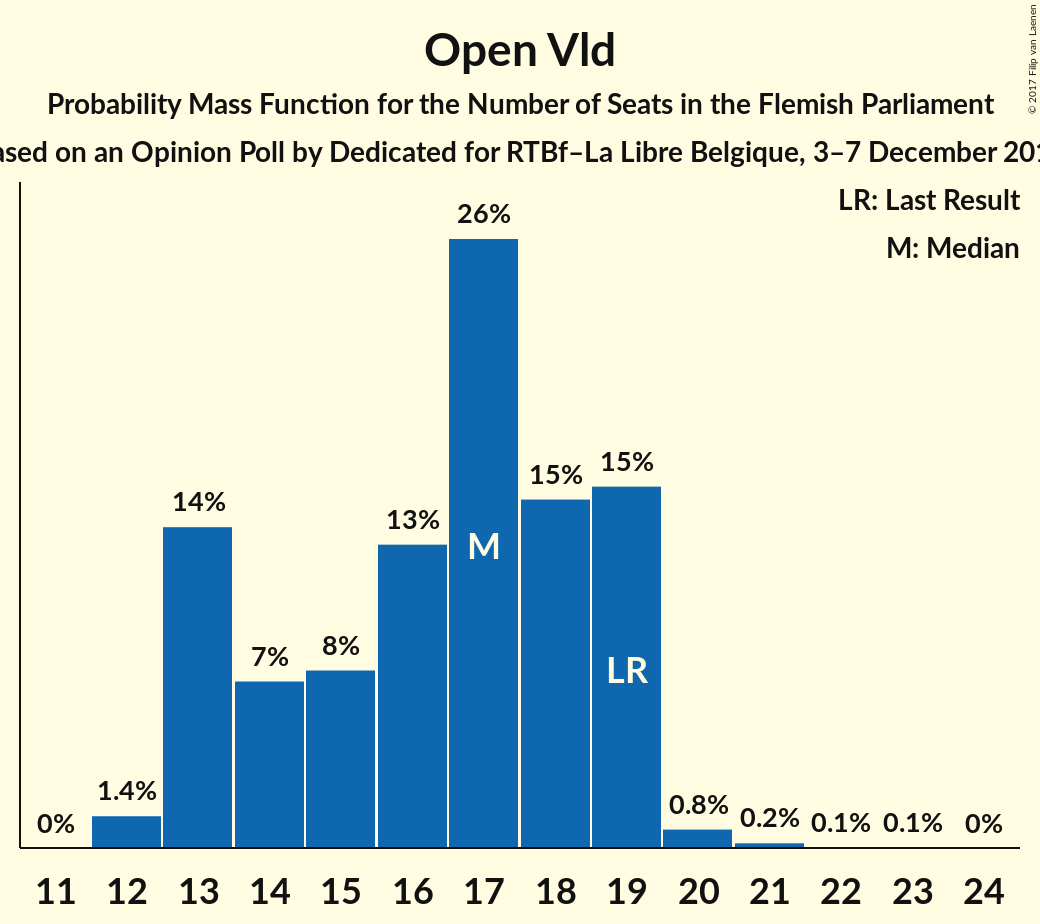 Open Vld
Probability Mass Function for the Number of Seats in the Flemish Parliament
on an Opinion Poll by Dedicated for RTBf–La Libre Belgique, 3–7 December
LR: Last Result
M: Median
© 2017 Filip van Laenen
26%
15%
15%
14%
13%
M
8%
7%
LR
1.4%
0.8%
0.2%
0.1%
0.1%
0%
0%
11 12 13 14 15 16 17 18 19 20 21 22 23 24